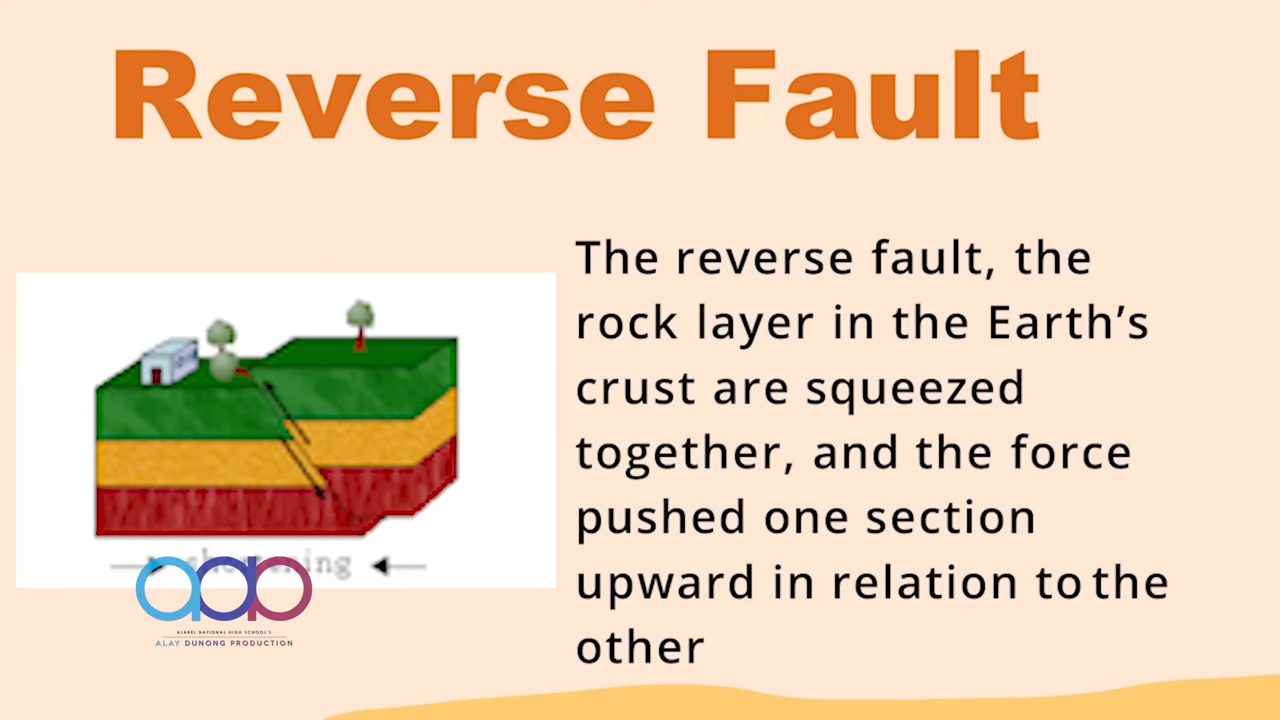 Reverse Fault
The reverse fault, the
rock layer in the Earth’s
crust are squeezed
together, and the force
pushed one section
upward in relation to the
other
shortening
ALABEL NATIONAL HIGH SCHOOL'S
ALAY DUNONG PRODUCTION